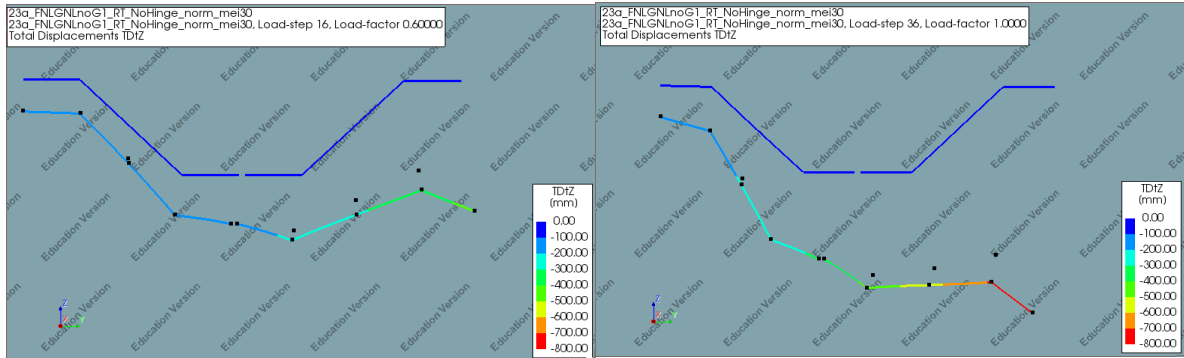 23a_FNLGNLnoG1_RT_NoHinge_norm_mei30
23a_FNLGNLnoG1_RT_NoHinge_norm_mei30, Load-step 16, Load-factor 0.60000
Total Displacements TDtZ
TDtZ
(mm)
0.00
-100.00
-200.00
-300.00
-400.00
-500.00
-600.00
-700.00
-800.00
Z
X
Y
Education Version
23a_FNLGNLnoG1_RT_NoHinge_norm_mei30
23a_FNLGNLnoG1_RT_NoHinge_norm_mei30, Load-step 36, Load-factor 1.0000
Total Displacements TDtZ
TDtZ
(mm)
0.00
-100.00
-200.00
-300.00
-400.00
-500.00
-600.00
-700.00
-800.00
Z
X
Y
Education Version